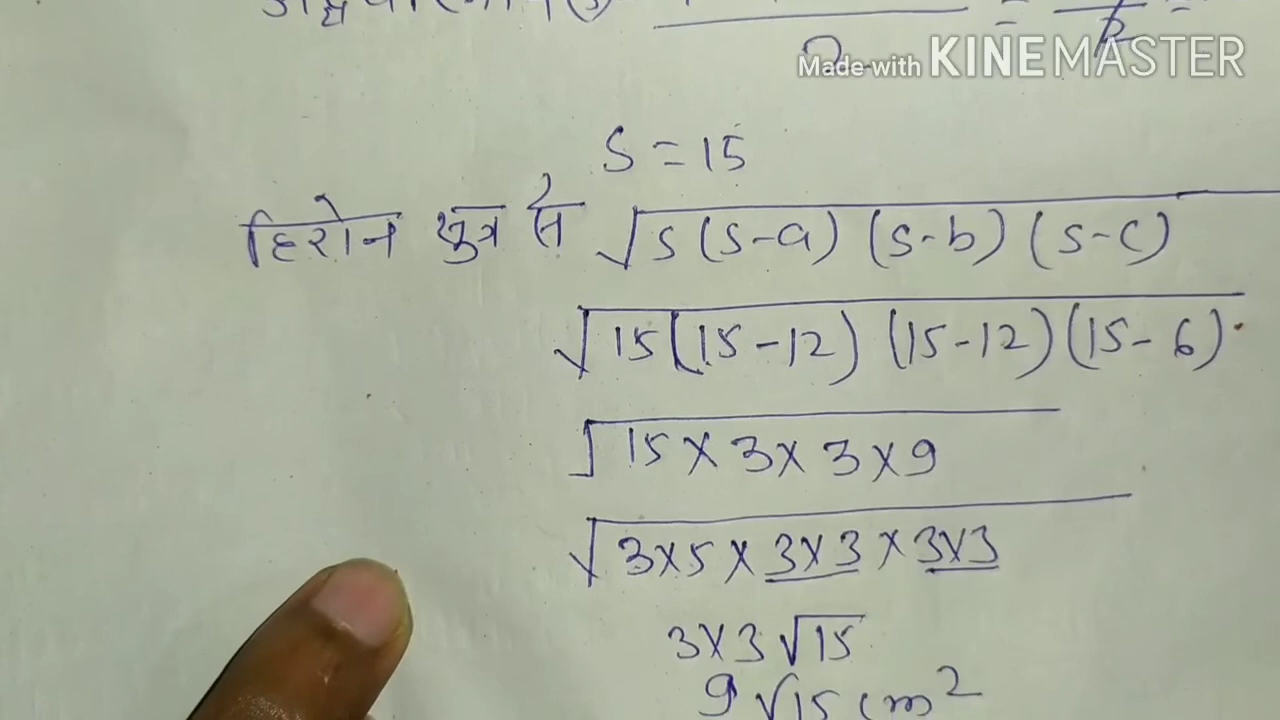 2
Made with KINEMASTER
S = 15
हिरोन सुत्र से √S(S-a) (S-b) (S-c)
√15(15-12) (15-12) (15-6)
√15 × 3 × 3 × 9
√3×5 × 3×3 × 3×3
3×3√15
9√15 cm²